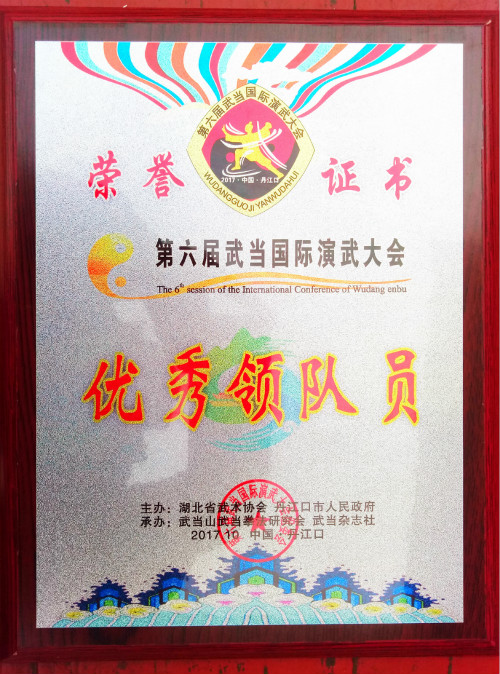 第六届武当国际演武大会
2017·中国·丹江口
WUDANGGUOJI YANWUDAHUI
荣誉证书
第六届武当国际演武大会
The 6th session of the International Conference of Wudang enbu
优秀领队员
主办：湖北省武术协会 丹江口市人民政府
承办：武当山武当拳法研究会 武当杂志社
2017.10 中国·丹江口